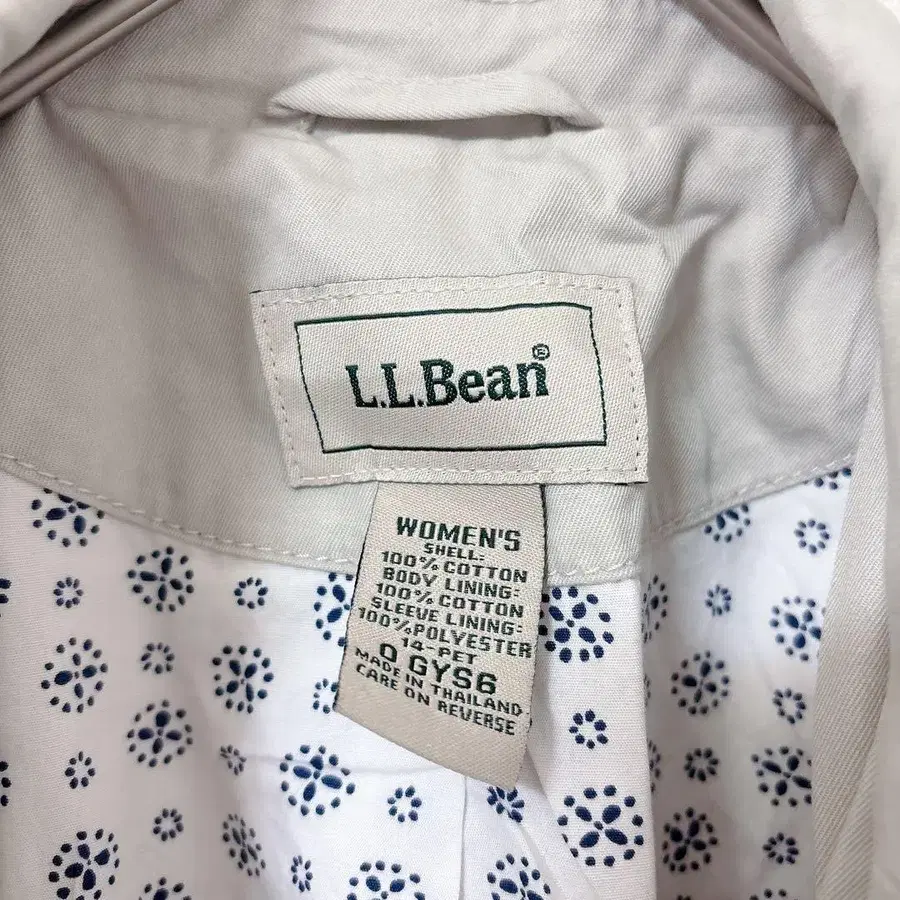 L.L.Bean®
WOMEN'S
SHELL:
100% COTTON
BODY LINING:
100% COTTON
SLEEVE LINING:
100%POLYESTER
14-PET
0 GYS6
MADE IN THAILAND
CARE ON REVERSE